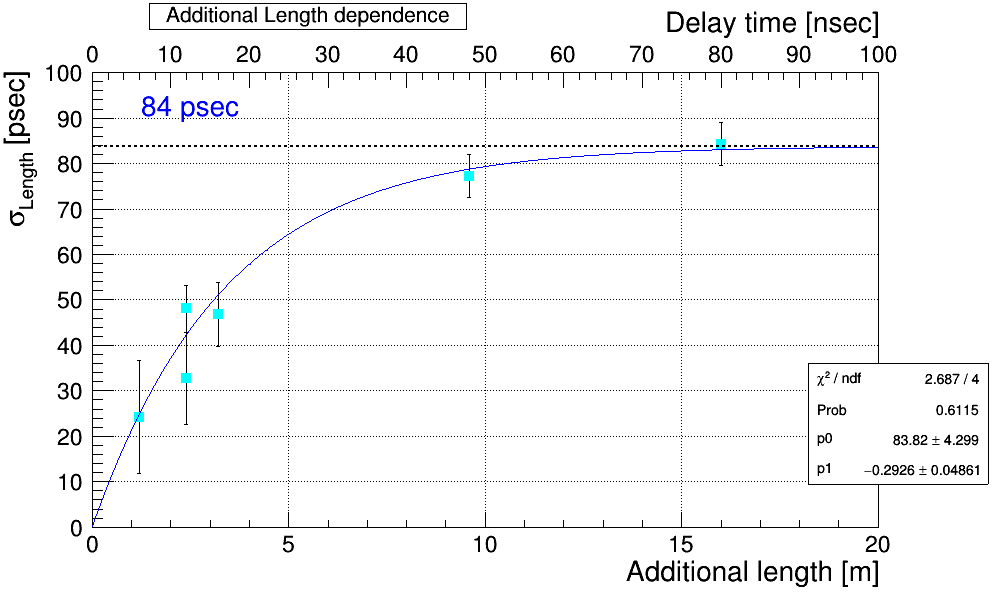 Additional Length dependence
Delay time [nsec]
0 10 20 30 40 50 60 70 80 90 100
84 psec
σLength [psec]
100
90
80
70
60
50
40
30
20
10
0
χ² / ndf 2.687 / 4
Prob 0.6115
p0 83.82 ± 4.299
p1 −0.2926 ± 0.04861
0 5 10 15 20
Additional length [m]